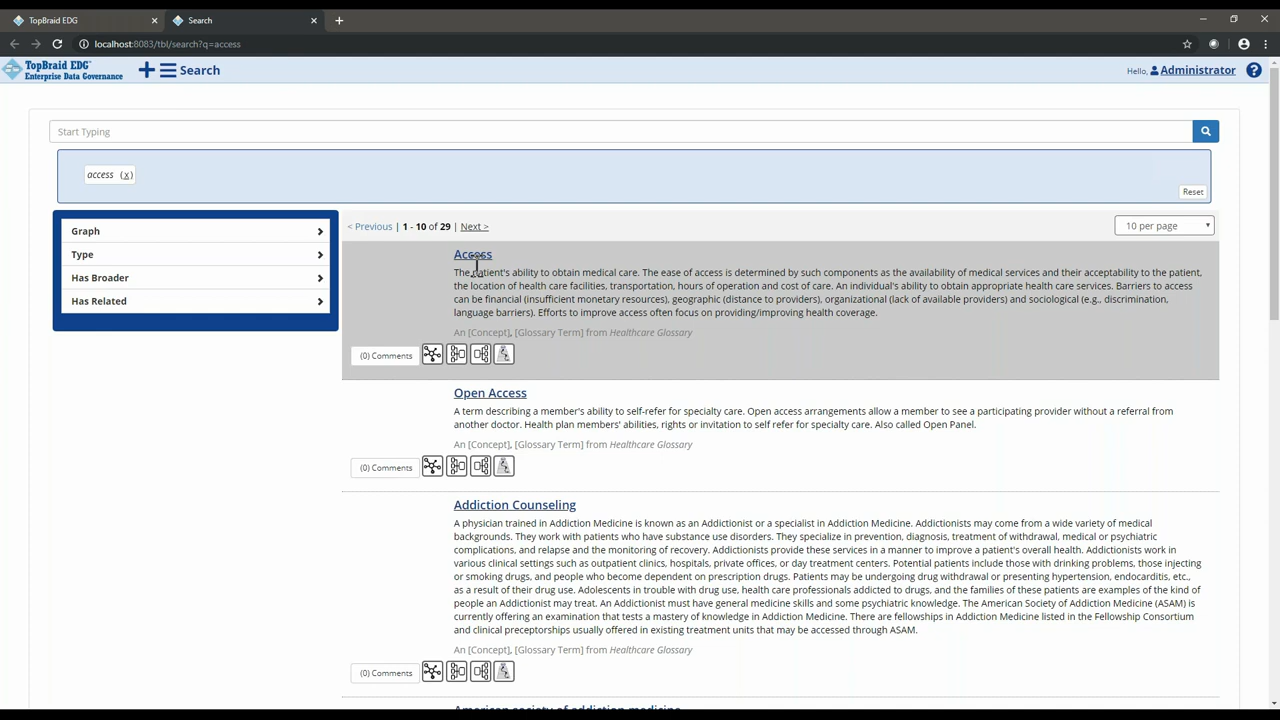 TopBraid EDG
Search
localhost:8083/tbl/search?q=access
TopBraid EDG™
Enterprise Data Governance
Search
Hello, Administrator
Start Typing
access (x)
Reset
Graph
Type
Has Broader
Has Related
< Previous | 1 - 10 of 29 | Next >
10 per page
Access
The patient's ability to obtain medical care. The ease of access is determined by such components as the availability of medical services and their acceptability to the patient,
the location of health care facilities, transportation, hours of operation and cost of care. An individual's ability to obtain appropriate health care services. Barriers to access
can be financial (insufficient monetary resources), geographic (distance to providers), organizational (lack of available providers) and sociological (e.g., discrimination,
language barriers). Efforts to improve access often focus on providing/improving health coverage.
An [Concept], [Glossary Term] from Healthcare Glossary
(0) Comments
Open Access
A term describing a member's ability to self-refer for specialty care. Open access arrangements allow a member to see a participating provider without a referral from
another doctor. Health plan members' abilities, rights or invitation to self refer for specialty care. Also called Open Panel.
An [Concept], [Glossary Term] from Healthcare Glossary
(0) Comments
Addiction Counseling
A physician trained in Addiction Medicine is known as an Addictionist or a specialist in Addiction Medicine. Addictionists may come from a wide variety of medical
backgrounds. They work with patients who have substance use disorders. They specialize in prevention, diagnosis, treatment of withdrawal, medical or psychiatric
complications, and relapse and the monitoring of recovery. Addictionists provide these services in a manner to improve a patient's overall health. Addictionists work in
various clinical settings such as outpatient clinics, hospitals, private offices, or day treatment centers. Potential patients include those with drinking problems, those injecting
or smoking drugs, and people who become dependent on prescription drugs. Patients may be undergoing drug withdrawal or presenting hypertension, endocarditis, etc.,
as a result of their drug use. Adolescents in trouble with drug use, health care professionals addicted to drugs, and the families of these patients are examples of the kind of
people an Addictionist may treat. An Addictionist must have general medicine skills and some psychiatric knowledge. The American Society of Addiction Medicine (ASAM) is
currently offering an examination that tests a mastery of knowledge in Addiction Medicine. There are fellowships in Addiction Medicine listed in the Fellowship Consortium
and clinical preceptorships usually offered in existing treatment units that may be accessed through ASAM.
An [Concept], [Glossary Term] from Healthcare Glossary
(0) Comments
American society of addiction medicine